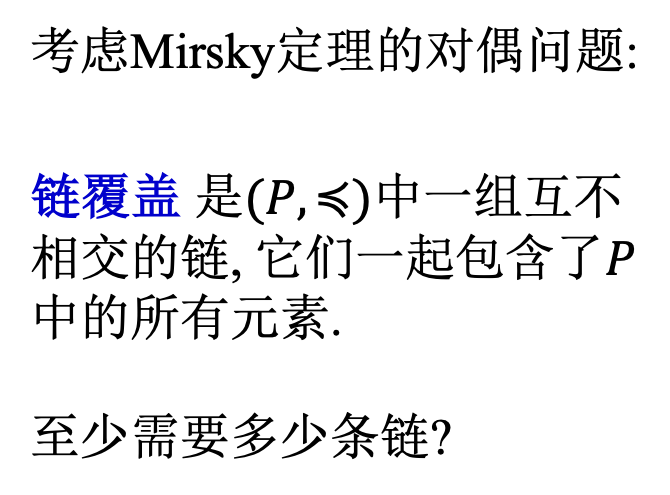 考虑Mirsky定理的对偶问题:
链覆盖 是(P,≼)中一组互不
相交的链, 它们一起包含了P
中的所有元素.
至少需要多少条链?